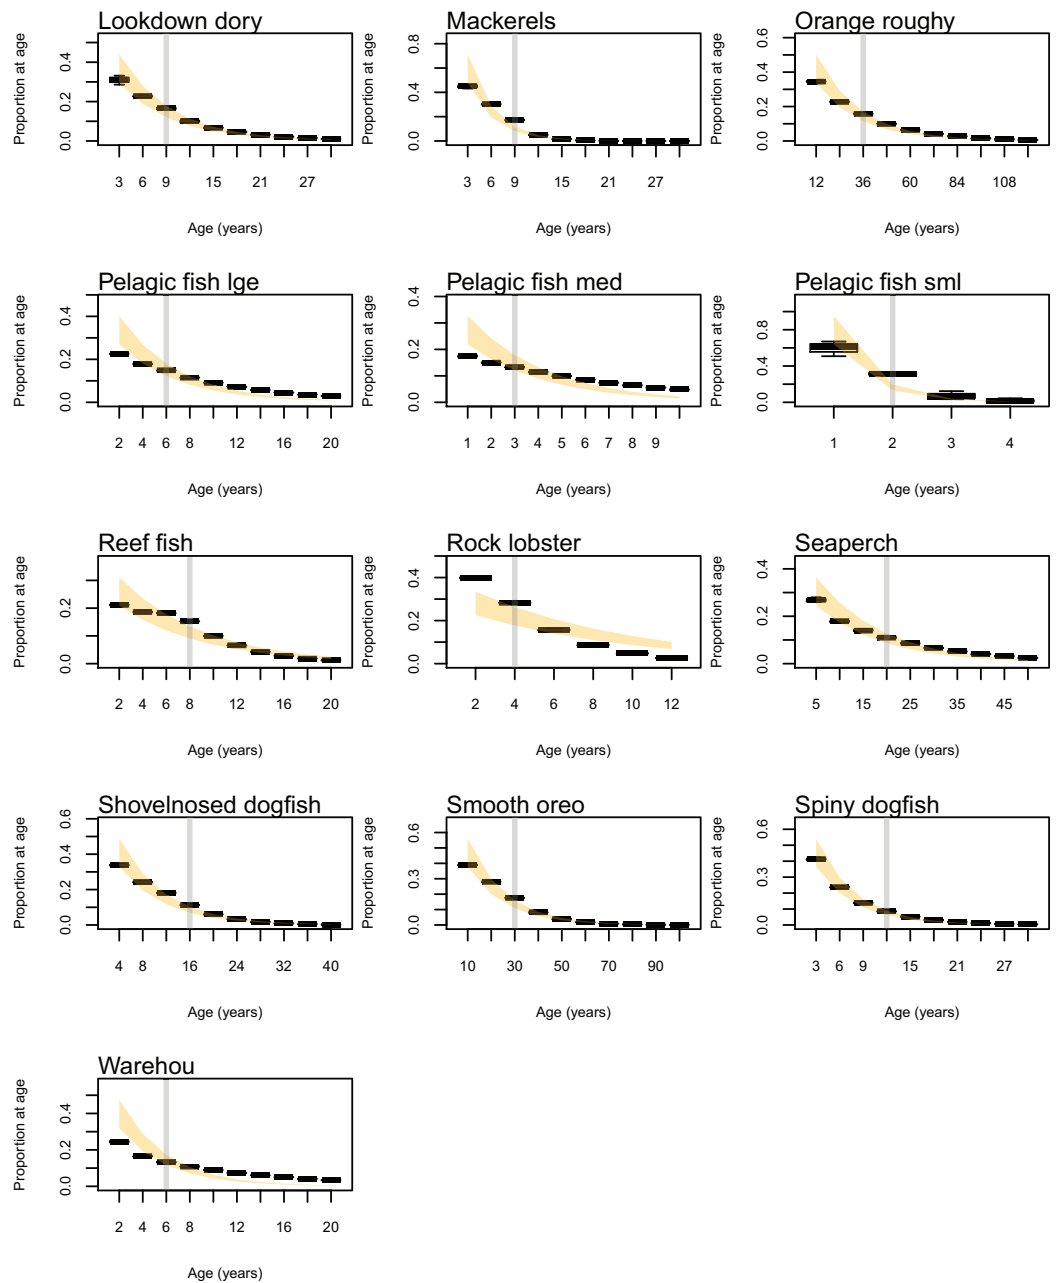 Lookdown dory
Proportion at age
0.0 0.2 0.4
3 6 9 15 21 27
Age (years)
Mackerels
Proportion at age
0.0 0.4 0.8
3 6 9 15 21 27
Age (years)
Orange roughy
Proportion at age
0.0 0.2 0.4 0.6
12 36 60 84 108
Age (years)
Pelagic fish lge
Proportion at age
0.0 0.2 0.4
2 4 6 8 12 16 20
Age (years)
Pelagic fish med
Proportion at age
0.0 0.2 0.4
1 2 3 4 5 6 7 8 9
Age (years)
Pelagic fish sml
Proportion at age
0.0 0.4 0.8
1 2 3 4
Age (years)
Reef fish
Proportion at age
0.0 0.2
2 4 6 8 12 16 20
Age (years)
Rock lobster
Proportion at age
0.0 0.2 0.4
2 4 6 8 10 12
Age (years)
Seaperch
Proportion at age
0.0 0.2 0.4
5 15 25 35 45
Age (years)
Shovelnosed dogfish
Proportion at age
0.0 0.2 0.4 0.6
4 8 16 24 32 40
Age (years)
Smooth oreo
Proportion at age
0.0 0.3 0.6
10 30 50 70 90
Age (years)
Spiny dogfish
Proportion at age
0.0 0.3 0.6
3 6 9 15 21 27
Age (years)
Warehou
Proportion at age
0.0 0.2 0.4
2 4 6 8 12 16 20
Age (years)